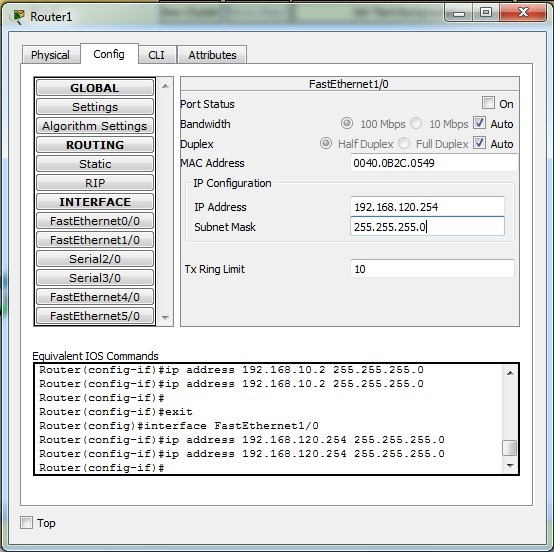 Router1
Physical Config CLI Attributes
GLOBAL
Settings
Algorithm Settings
ROUTING
Static
RIP
INTERFACE
FastEthernet0/0
FastEthernet1/0
Serial2/0
Serial3/0
FastEthernet4/0
FastEthernet5/0
FastEthernet1/0
Port Status On
Bandwidth 100 Mbps 10 Mbps Auto
Duplex Half Duplex Full Duplex Auto
MAC Address 0040.0B2C.0549
IP Configuration
IP Address 192.168.120.254
Subnet Mask 255.255.255.0
Tx Ring Limit 10
Equivalent IOS Commands
Router(config-if)#ip address 192.168.10.2 255.255.255.0
Router(config-if)#ip address 192.168.10.2 255.255.255.0
Router(config-if)#
Router(config-if)#exit
Router(config)#interface FastEthernet1/0
Router(config-if)#ip address 192.168.120.254 255.255.255.0
Router(config-if)#ip address 192.168.120.254 255.255.255.0
Router(config-if)#
Top